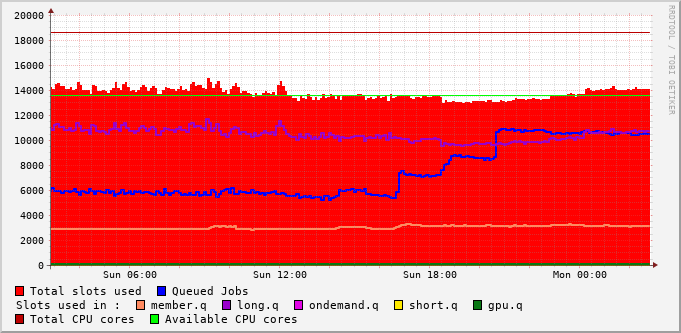 20000
18000
16000
14000
12000
10000
8000
6000
4000
2000
0
Sun 06:00 Sun 12:00 Sun 18:00 Mon 00:00
RRDTOOL / TOBI OETIKER
Total slots used Queued Jobs
Slots used in : member.q long.q ondemand.q short.q gpu.q
Total CPU cores Available CPU cores